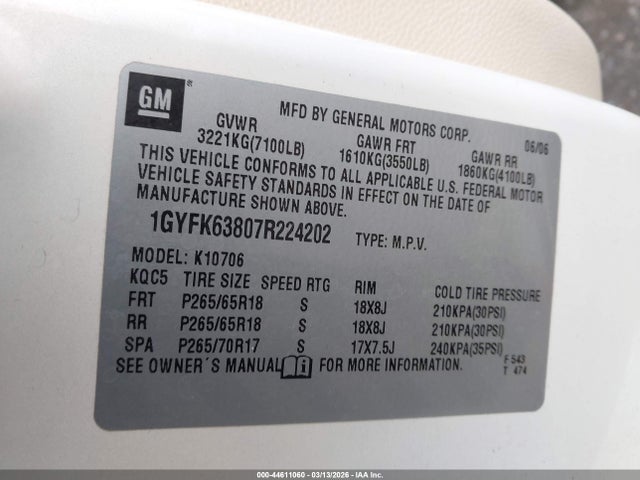 GM ®
MFD BY GENERAL MOTORS CORP. 06/06
GVWR GAWR FRT GAWR RR
3221KG(7100LB) 1610KG(3550LB) 1860KG(4100LB)
THIS VEHICLE CONFORMS TO ALL APPLICABLE U.S. FEDERAL MOTOR
VEHICLE SAFETY STANDARDS IN EFFECT ON THE DATE OF
MANUFACTURE SHOWN ABOVE.
1GYFK63807R224202 TYPE: M.P.V.
MODEL: K10706
KQC5 TIRE SIZE SPEED RTG RIM COLD TIRE PRESSURE
FRT P265/65R18 S 18X8J 210KPA(30PSI)
RR P265/65R18 S 18X8J 210KPA(30PSI)
SPA P265/70R17 S 17X7.5J 240KPA(35PSI)
SEE OWNER'S MANUAL i FOR MORE INFORMATION.
F 543
T 474
000-44611060 | 03/13/2026 | IAA Inc.